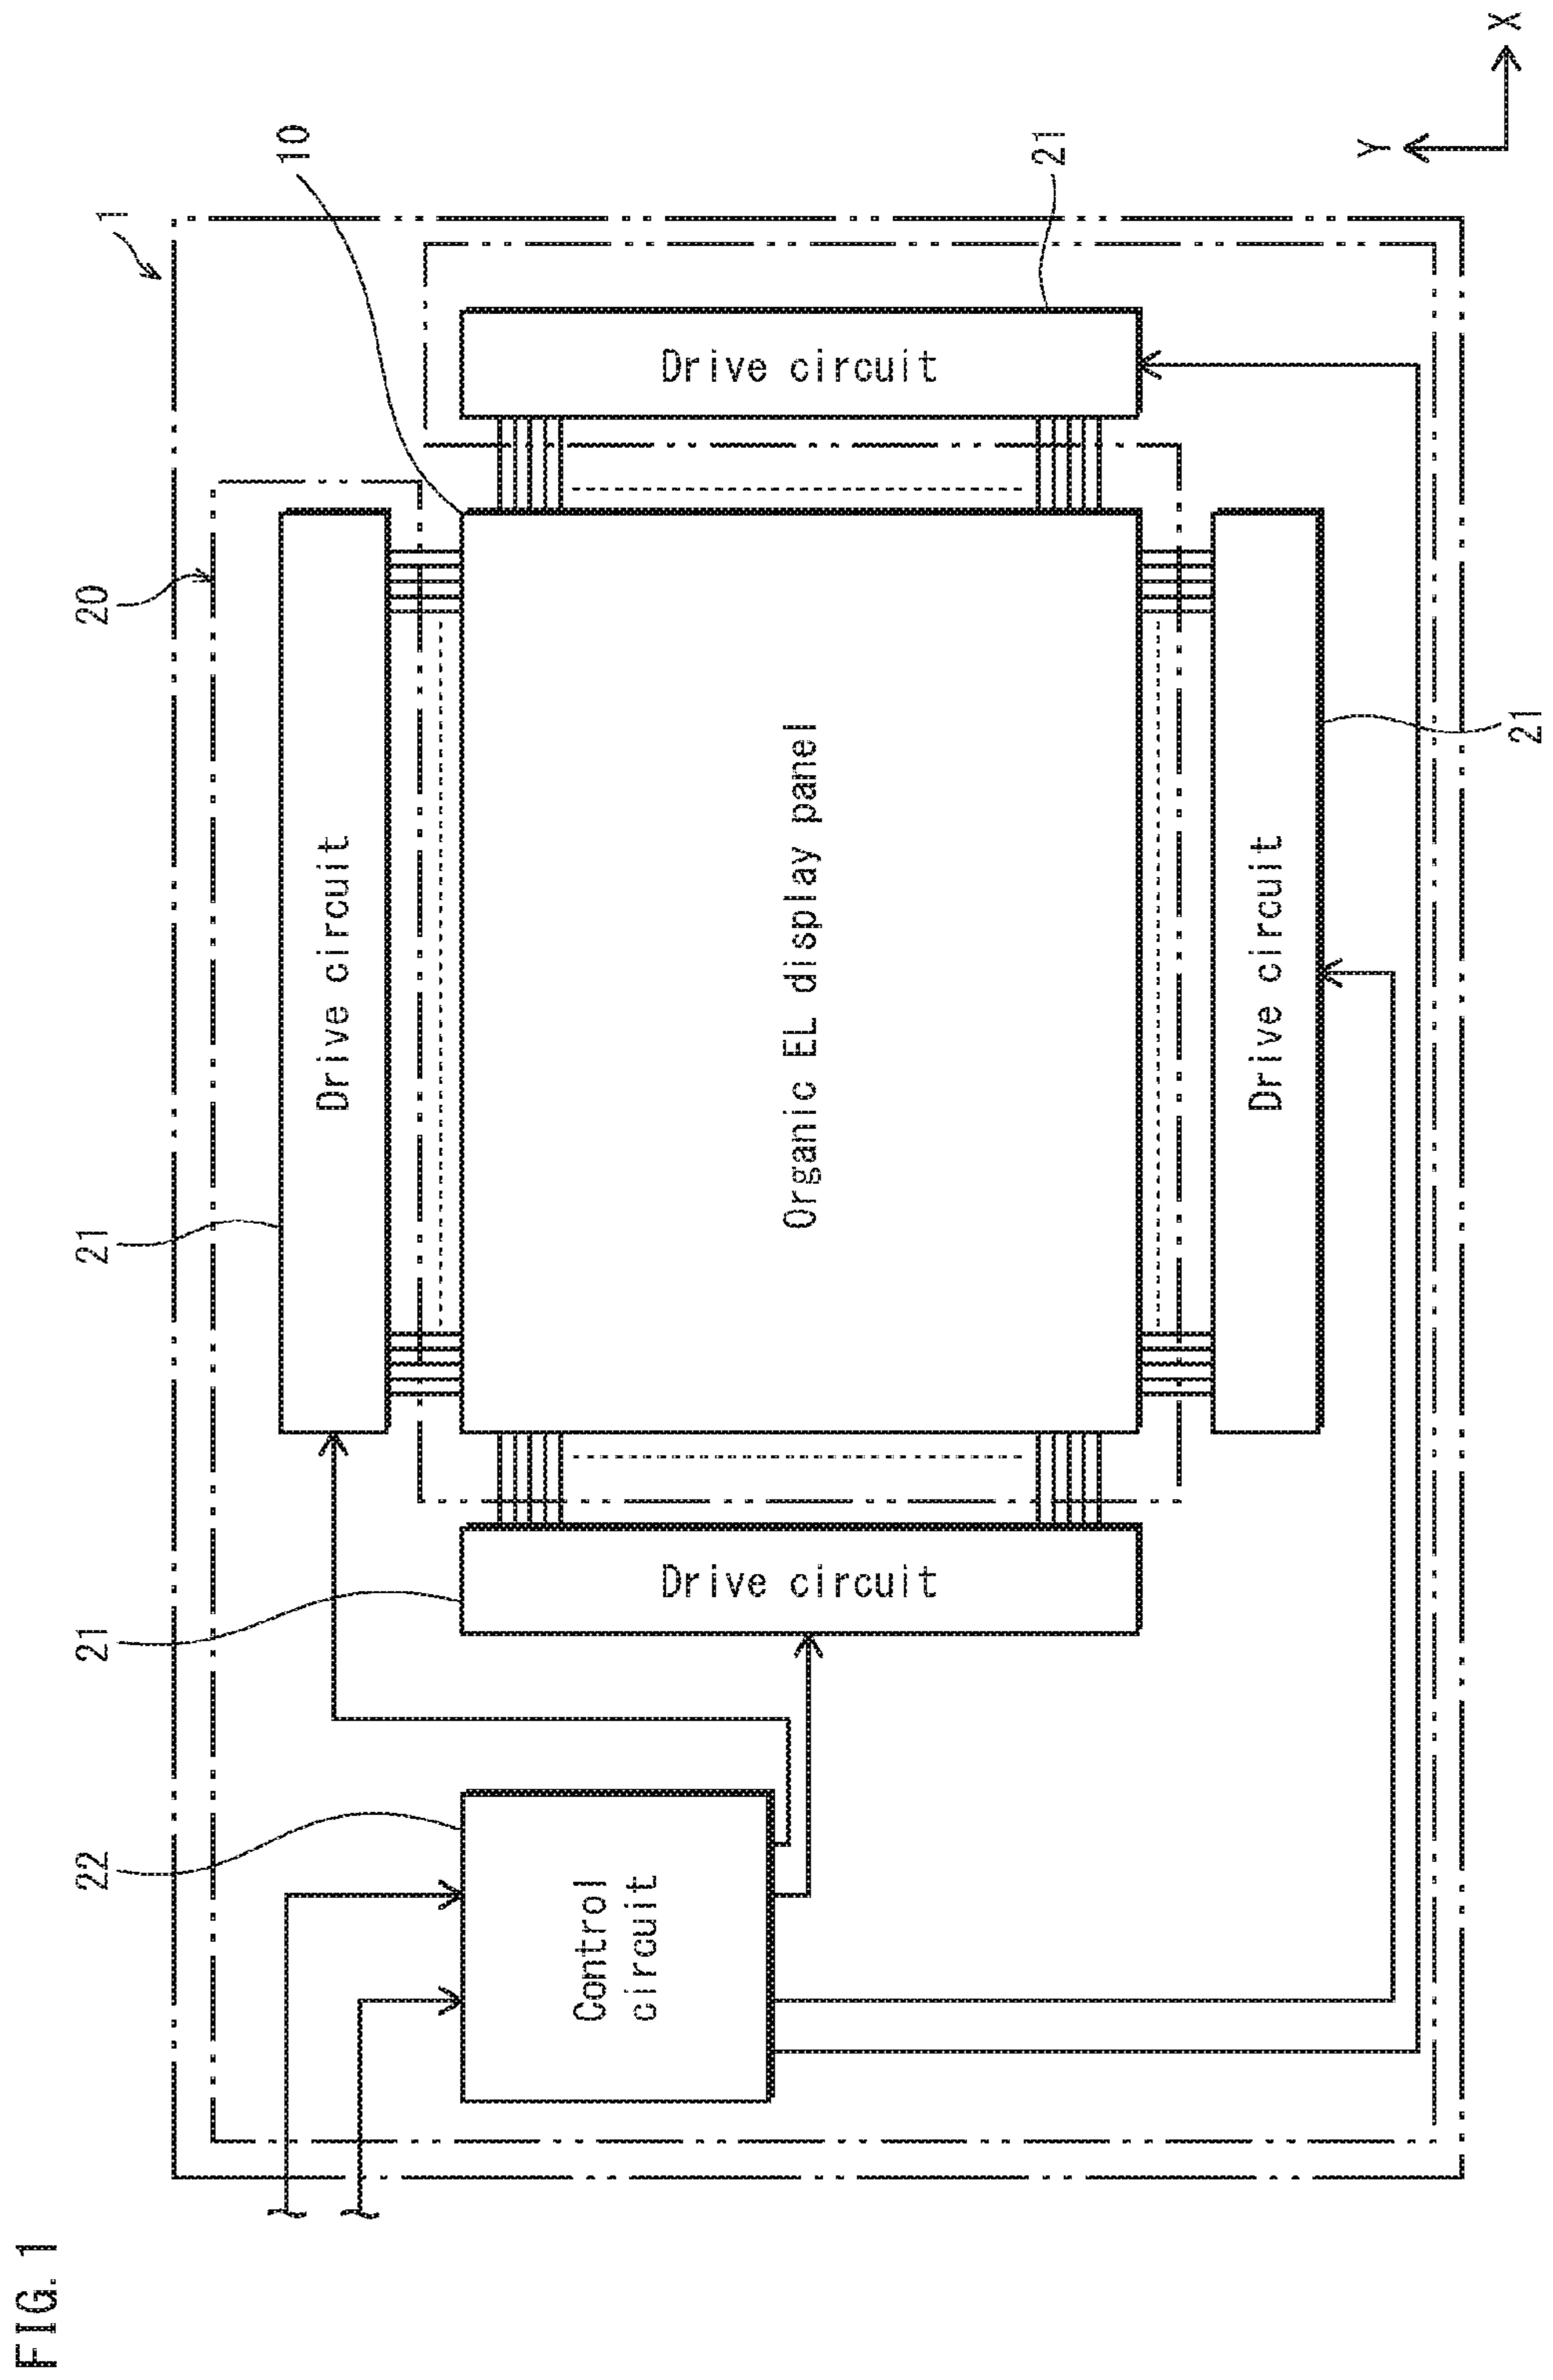 FIG. 1
22
21
21
20
1
10
Drive circuit
Control
circuit
Drive circuit
Organic EL display panel
Drive circuit
21
Drive circuit
Y
X
21